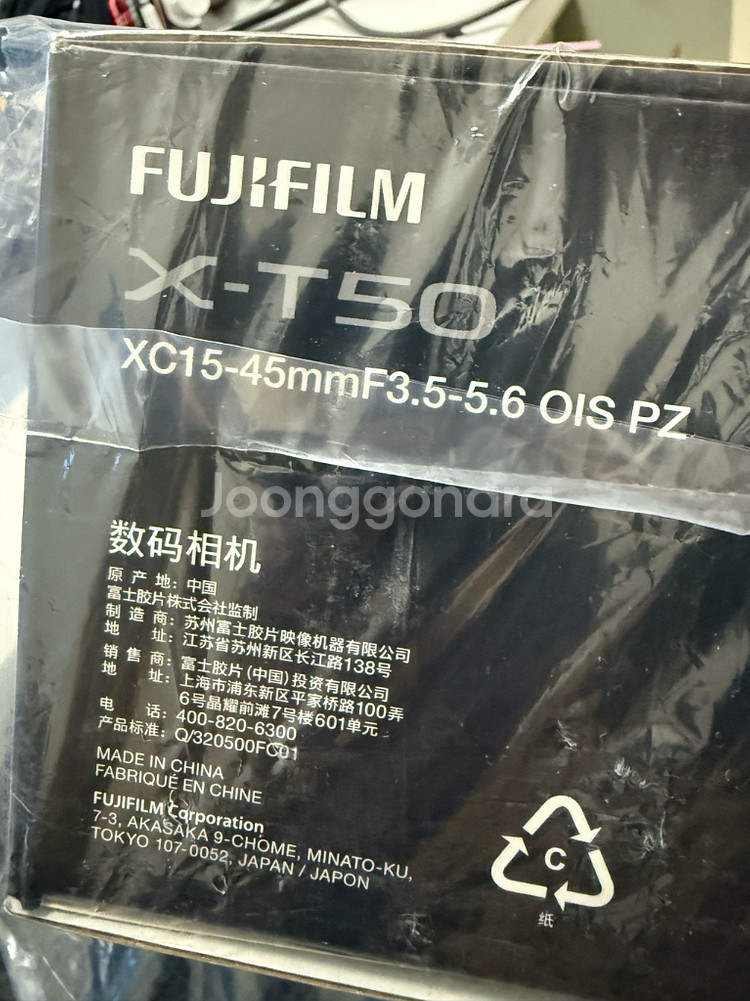 FUJIFILM
X-T50
XC15-45mmF3.5-5.6 OIS PZ
Joonggonara
数码相机
原 产 地：中国
富士胶片株式会社监制
制 造 商：苏州富士胶片映像机器有限公司
地 址：江苏省苏州新区长江路138号
销 售 商：富士胶片(中国)投资有限公司
地 址：上海市浦东新区平家桥路100弄
6号晶耀前滩7号楼601单元
电 话：400-820-6300
产品标准：Q/320500FC01
MADE IN CHINA
FABRIQUÉ EN CHINE
FUJIFILM Corporation
7-3, AKASAKA 9-CHOME, MINATO-KU,
TOKYO 107-0052, JAPAN / JAPON
C
纸